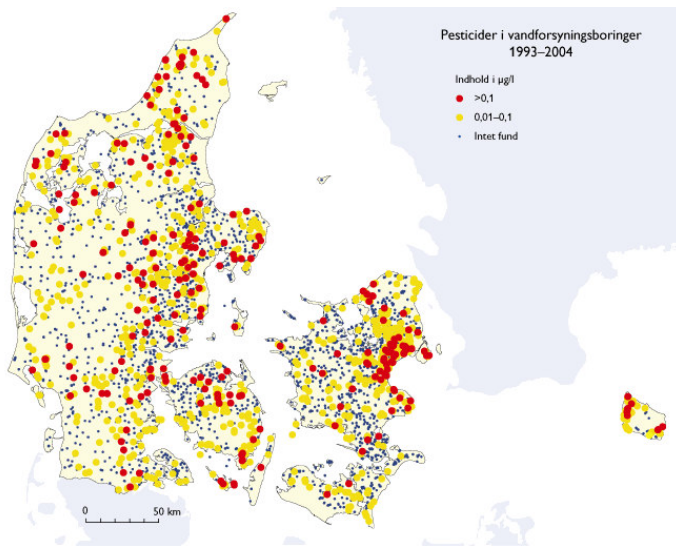 Pesticider i vandforsyningsboringer
1993–2004
Indhold i µg/l
>0,1
0,01–0,1
Intet fund
0 50 km